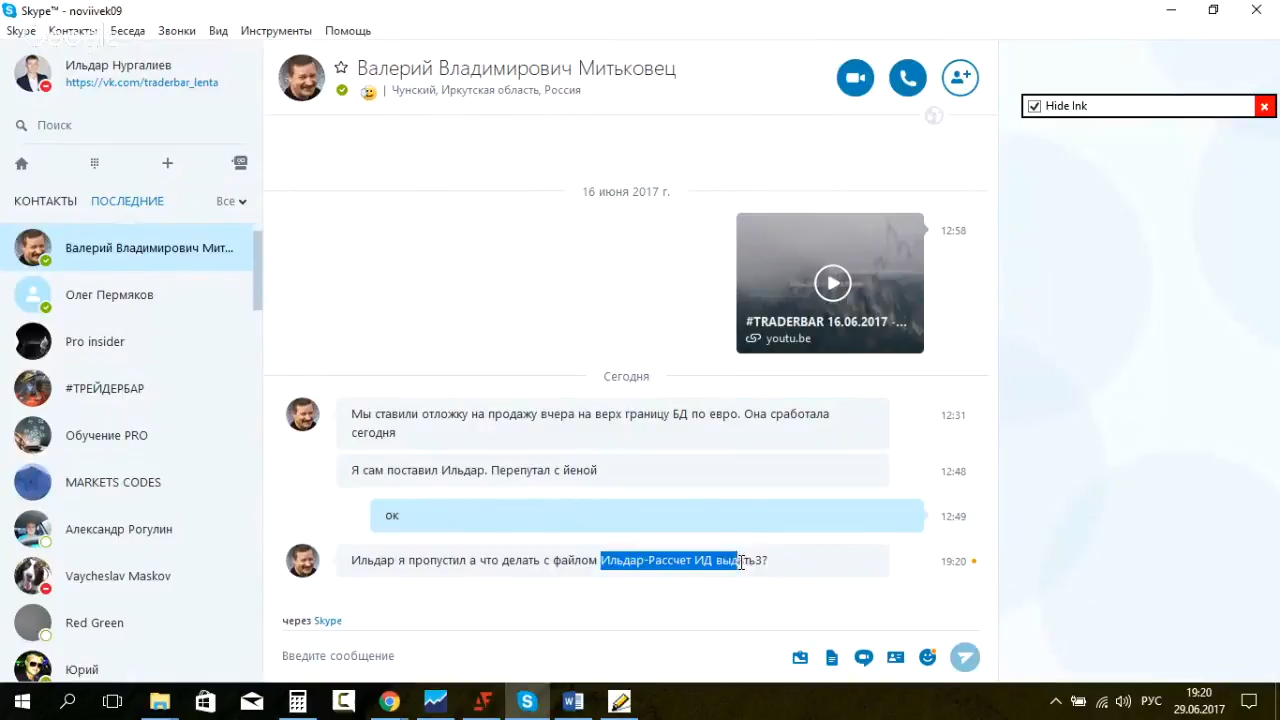 Skype™ - noviivek09
Skype Контакты Беседа Звонки Вид Инструменты Помощь
Ильдар Нургалиев
https://vk.com/traderbar_lenta
Поиск
КОНТАКТЫ ПОСЛЕДНИЕ Все
Валерий Владимирович Мит...
Олег Пермяков
Pro insider
#ТРЕЙДЕРБАР
Обучение PRO
MARKETS CODES
Александр Рогулин
Vaycheslav Maskov
Red Green
Юрий
Валерий Владимирович Митьковец
Чунский, Иркутская область, Россия
16 июня 2017 г.
12:58
#TRADERBAR 16.06.2017 -...
youtu.be
Сегодня
Мы ставили отложку на продажу вчера на верх границу БД по евро. Она сработала
сегодня
12:31
Я сам поставил Ильдар. Перепутал с йеной
12:48
ок
12:49
Ильдар я пропустил а что делать с файлом Ильдар-Рассчет ИД выдать3?
19:20
через Skype
Введите сообщение
Hide Ink
РУС
19:20
29.06.2017